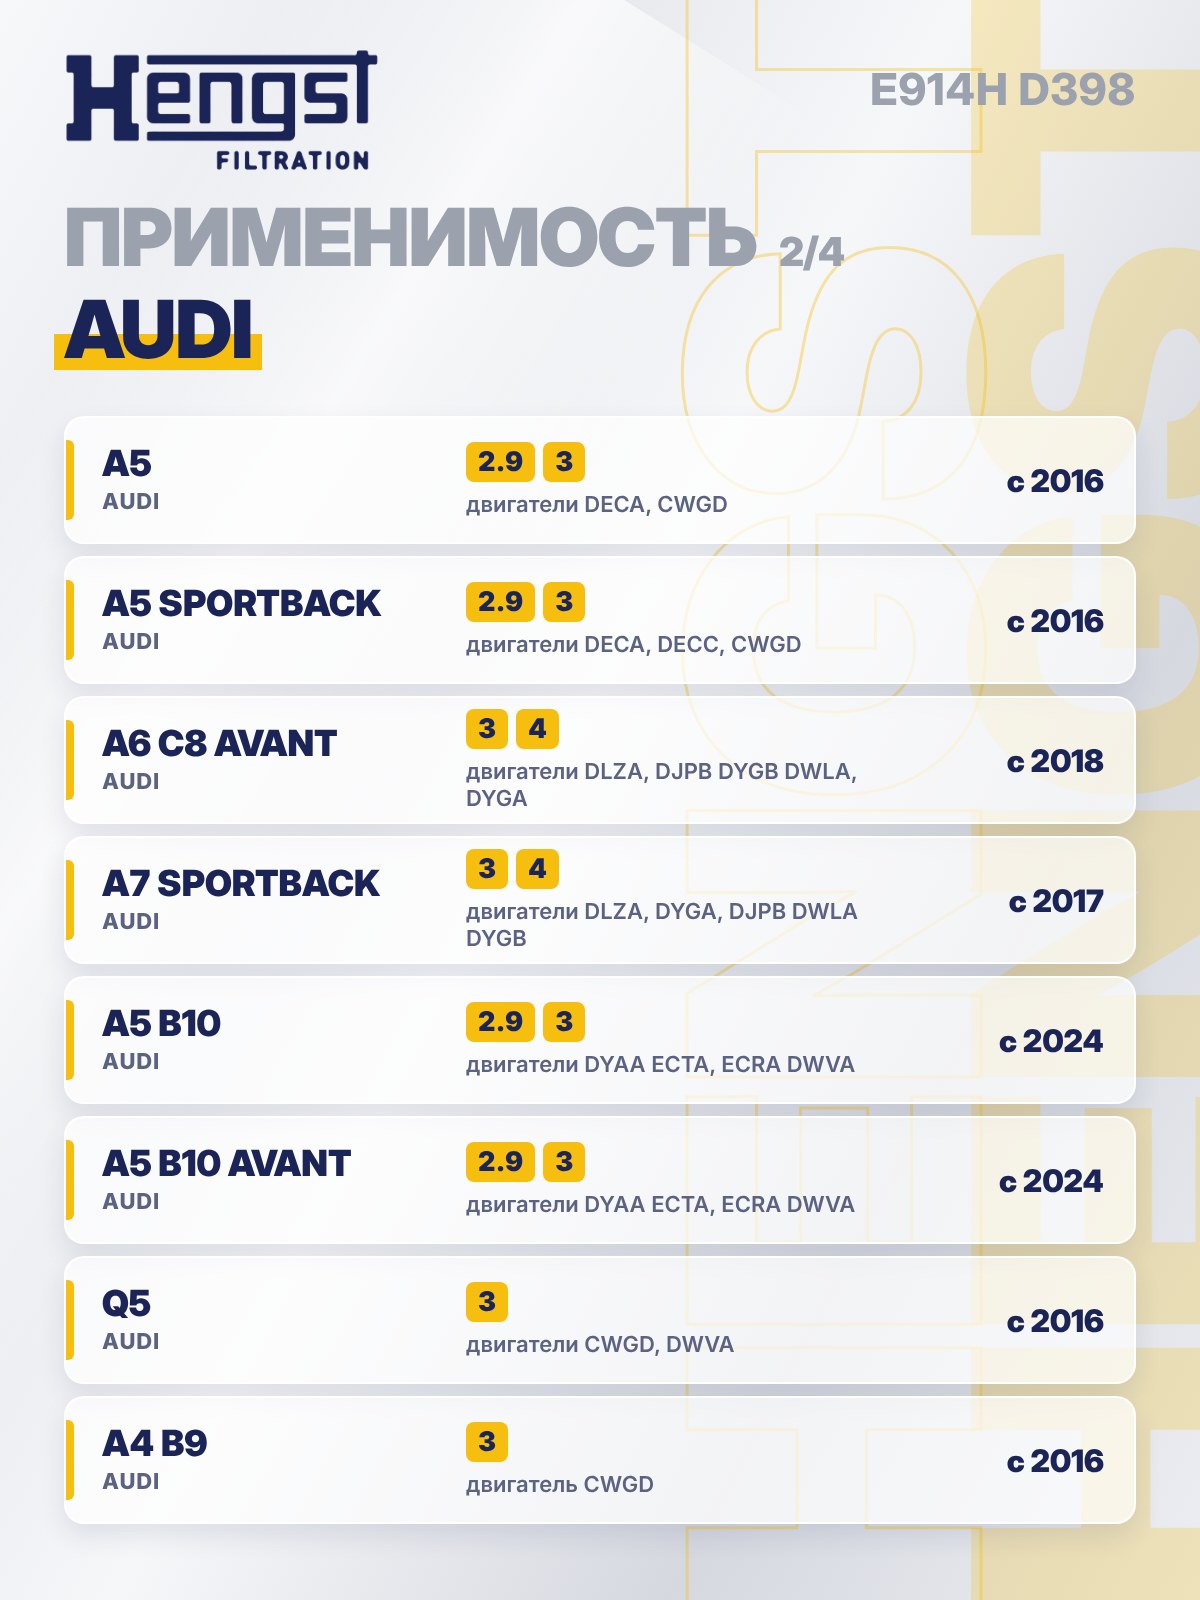 Hengst
FILTRATION
E914H D398
ПРИМЕНИМОСТЬ 2/4
AUDI
A5
AUDI
2.9 3
двигатели DECA, CWGD
с 2016
A5 SPORTBACK
AUDI
2.9 3
двигатели DECA, DECC, CWGD
с 2016
A6 C8 AVANT
AUDI
3 4
двигатели DLZA, DJPB DYGB DWLA,
DYGA
с 2018
A7 SPORTBACK
AUDI
3 4
двигатели DLZA, DYGA, DJPB DWLA
DYGB
с 2017
A5 B10
AUDI
2.9 3
двигатели DYAA ECTA, ECRA DWVA
с 2024
A5 B10 AVANT
AUDI
2.9 3
двигатели DYAA ECTA, ECRA DWVA
с 2024
Q5
AUDI
3
двигатели CWGD, DWVA
с 2016
A4 B9
AUDI
3
двигатель CWGD
с 2016
HENGST
HENGST